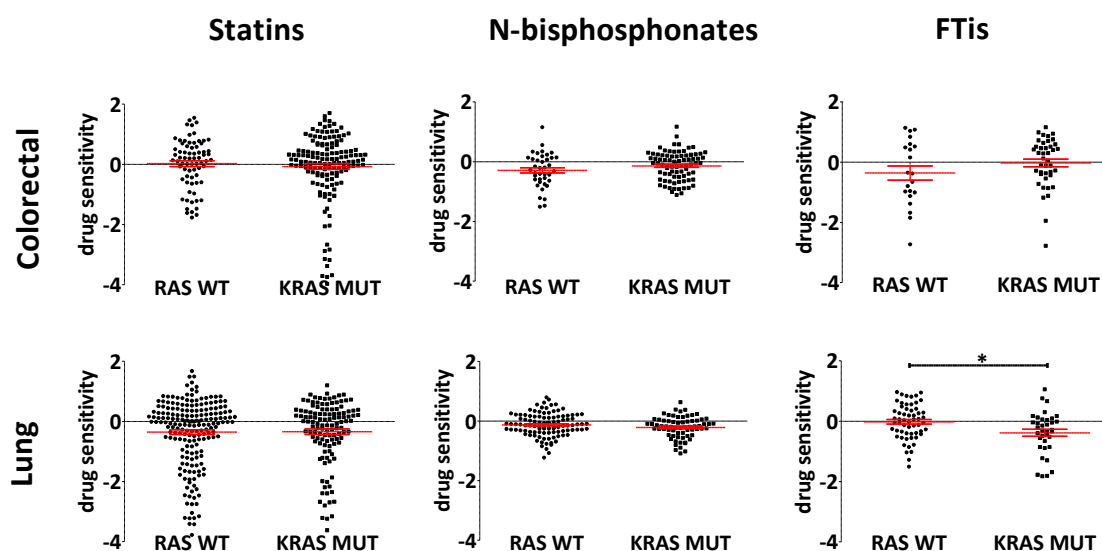 Statins N-bisphosphonates FTis
Colorectal
drug sensitivity
2
0
-2
-4
RAS WT KRAS MUT
drug sensitivity
2
0
-2
-4
RAS WT KRAS MUT
drug sensitivity
2
0
-2
-4
RAS WT KRAS MUT
Lung
drug sensitivity
2
0
-2
-4
RAS WT KRAS MUT
drug sensitivity
2
0
-2
-4
RAS WT KRAS MUT
drug sensitivity
2
0
-2
-4
*
RAS WT KRAS MUT